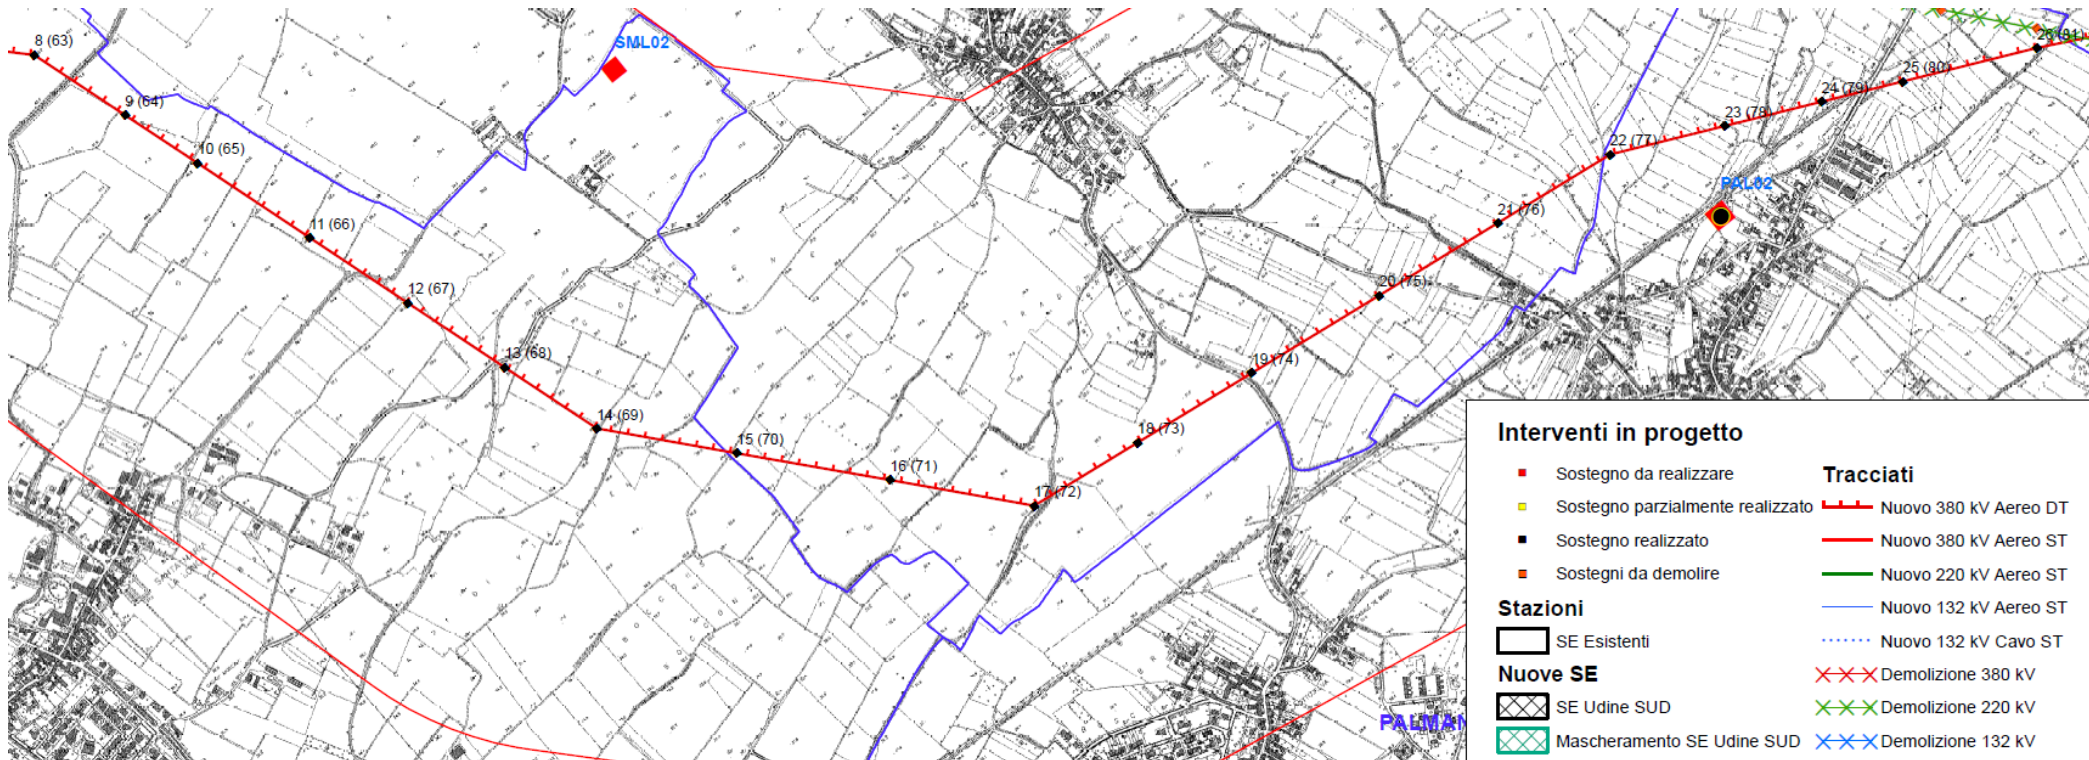 8 (63)
9 (64)
10 (65)
11 (66)
12 (67)
13 (68)
14 (69)
15 (70)
16 (71)
17 (72)
18 (73)
19 (74)
20 (75)
21 (76)
22 (77)
23 (78)
24 (79)
25 (80)
26 (81)
SML02
PAL02
PALMAN
Interventi in progetto
Sostegno da realizzare
Sostegno parzialmente realizzato
Sostegno realizzato
Sostegni da demolire
Stazioni
SE Esistenti
Nuove SE
SE Udine SUD
Mascheramento SE Udine SUD
Tracciati
Nuovo 380 kV Aereo DT
Nuovo 380 kV Aereo ST
Nuovo 220 kV Aereo ST
Nuovo 132 kV Aereo ST
Nuovo 132 kV Cavo ST
Demolizione 380 kV
Demolizione 220 kV
Demolizione 132 kV